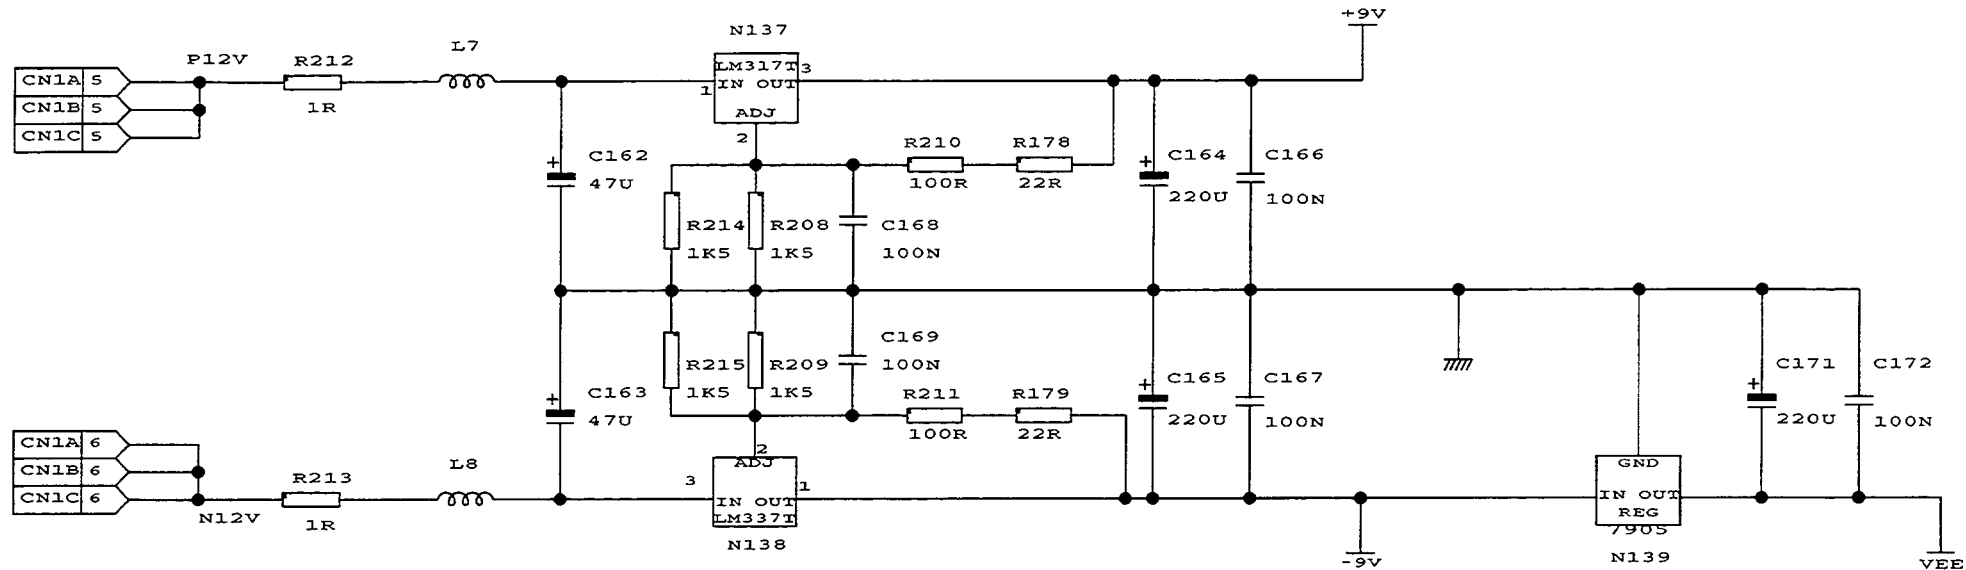 +9V
N137
L7
P12V
R212
1R
CN1A 5
CN1B 5
CN1C 5
LM317T
1 IN OUT 3
ADJ
2
C162
47U
R210
100R
R178
22R
C164
220U
C166
100N
R214
1K5
R208
1K5
C168
100N
R215
1K5
R209
1K5
C169
100N
C163
47U
R211
100R
R179
22R
C165
220U
C167
100N
C171
220U
C172
100N
CN1A 6
CN1B 6
CN1C 6
N12V
R213
1R
L8
2
ADJ
3 IN OUT 1
LM337T
N138
GND
IN OUT
REG
7905
N139
-9V
VEE
+
+
+
+
+